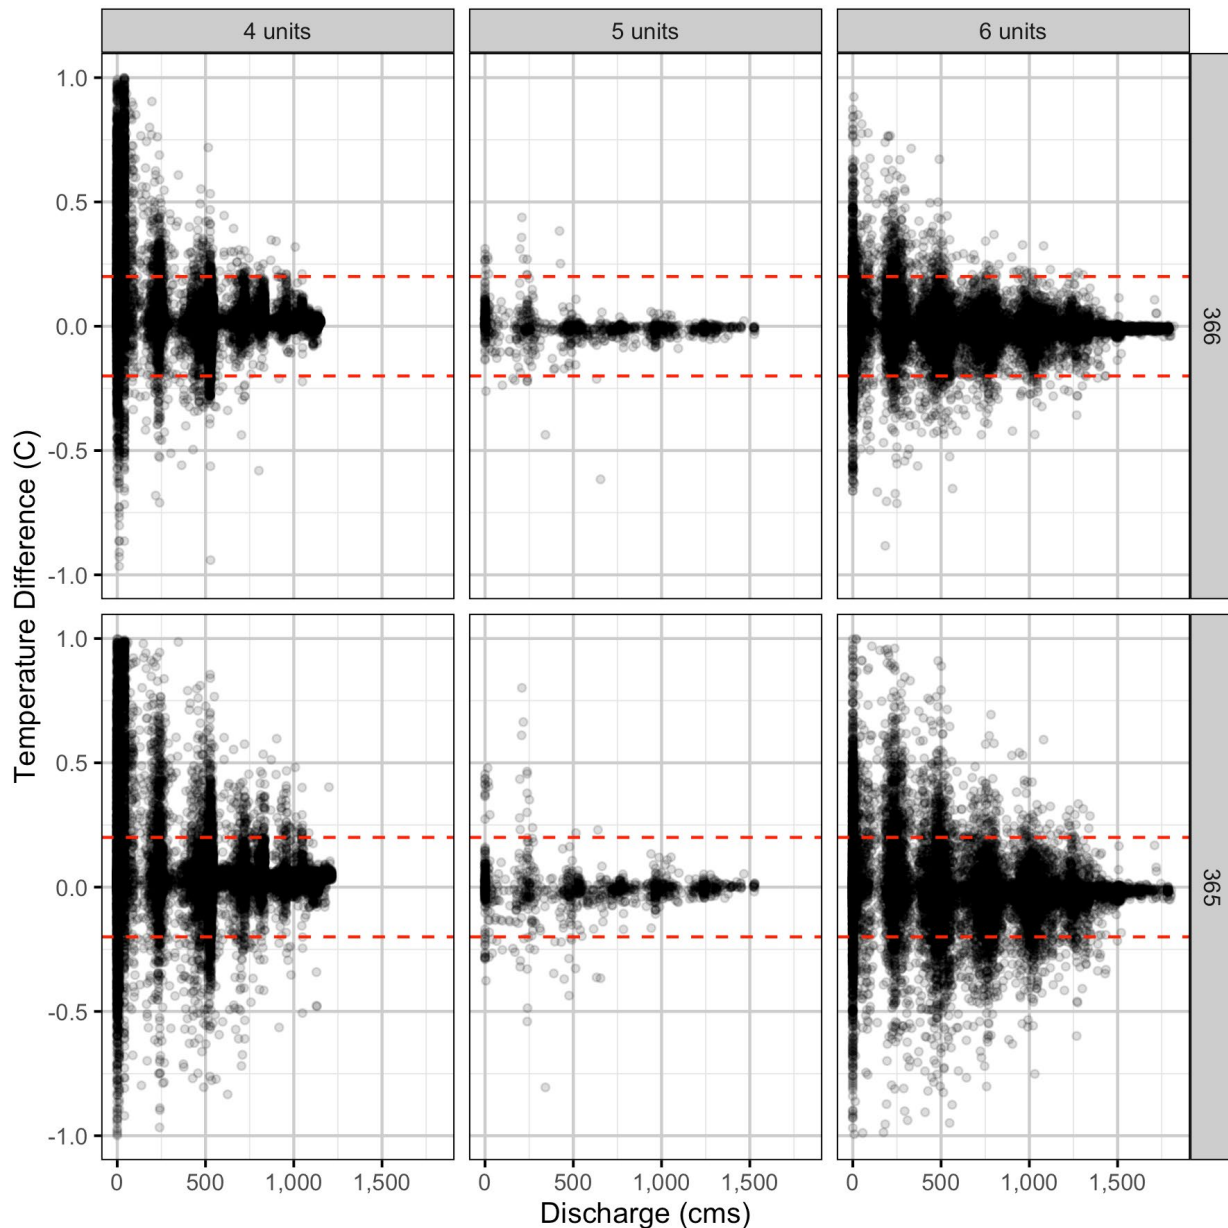 4 units
5 units
6 units
1.0
0.5
0.0
-0.5
-1.0
366
1.0
0.5
0.0
-0.5
-1.0
365
Temperature Difference (C)
0 500 1,000 1,500
0 500 1,000 1,500
0 500 1,000 1,500
Discharge (cms)